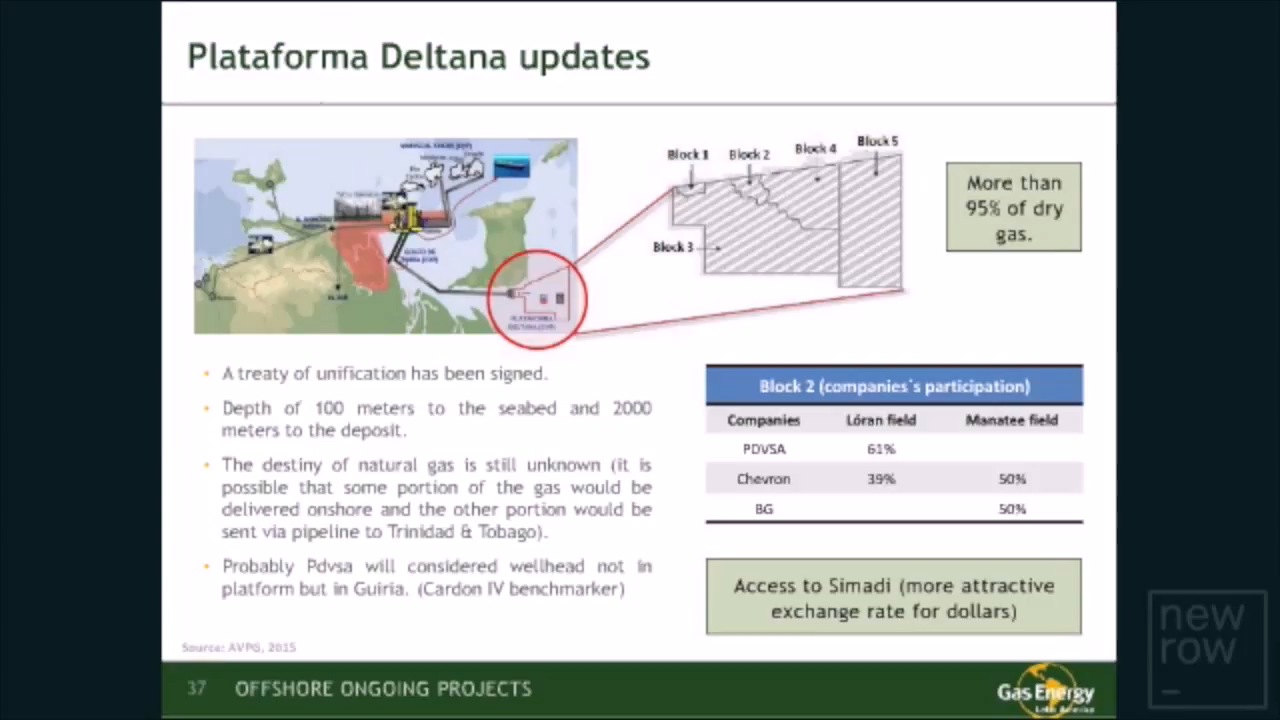 Plataforma Deltana updates
Block 1
Block 2
Block 4
Block 5
Block 3
More than
95% of dry
gas.
A treaty of unification has been signed.
Depth of 100 meters to the seabed and 2000
meters to the deposit.
The destiny of natural gas is still unknown (it is
possible that some portion of the gas would be
delivered onshore and the other portion would be
sent via pipeline to Trinidad & Tobago).
Probably Pdvsa will considered wellhead not in
platform but in Guiria. (Cardon IV benchmarker)
Block 2 (companies´s participation)
Companies Lóran field Manatee field
PDVSA 61%
Chevron 39% 50%
BG 50%
Access to Simadi (more attractive
exchange rate for dollars)
Source: AVPG, 2015
37 OFFSHORE ONGOING PROJECTS
Gas Energy
Latin America
new
row